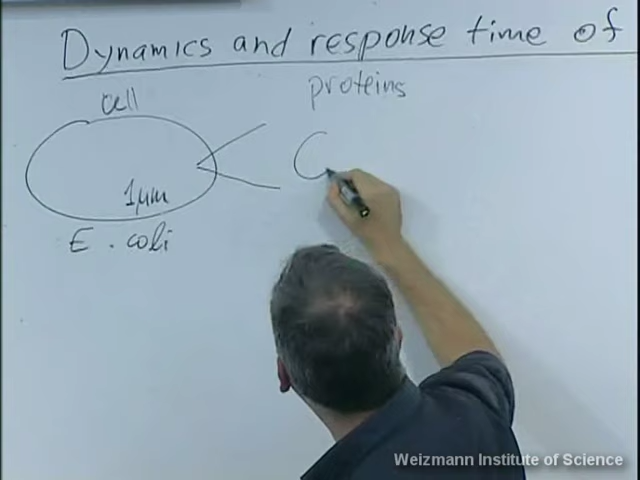 Dynamics and response time of
cell
proteins
1μm
E. coli
Weizmann Institute of Science